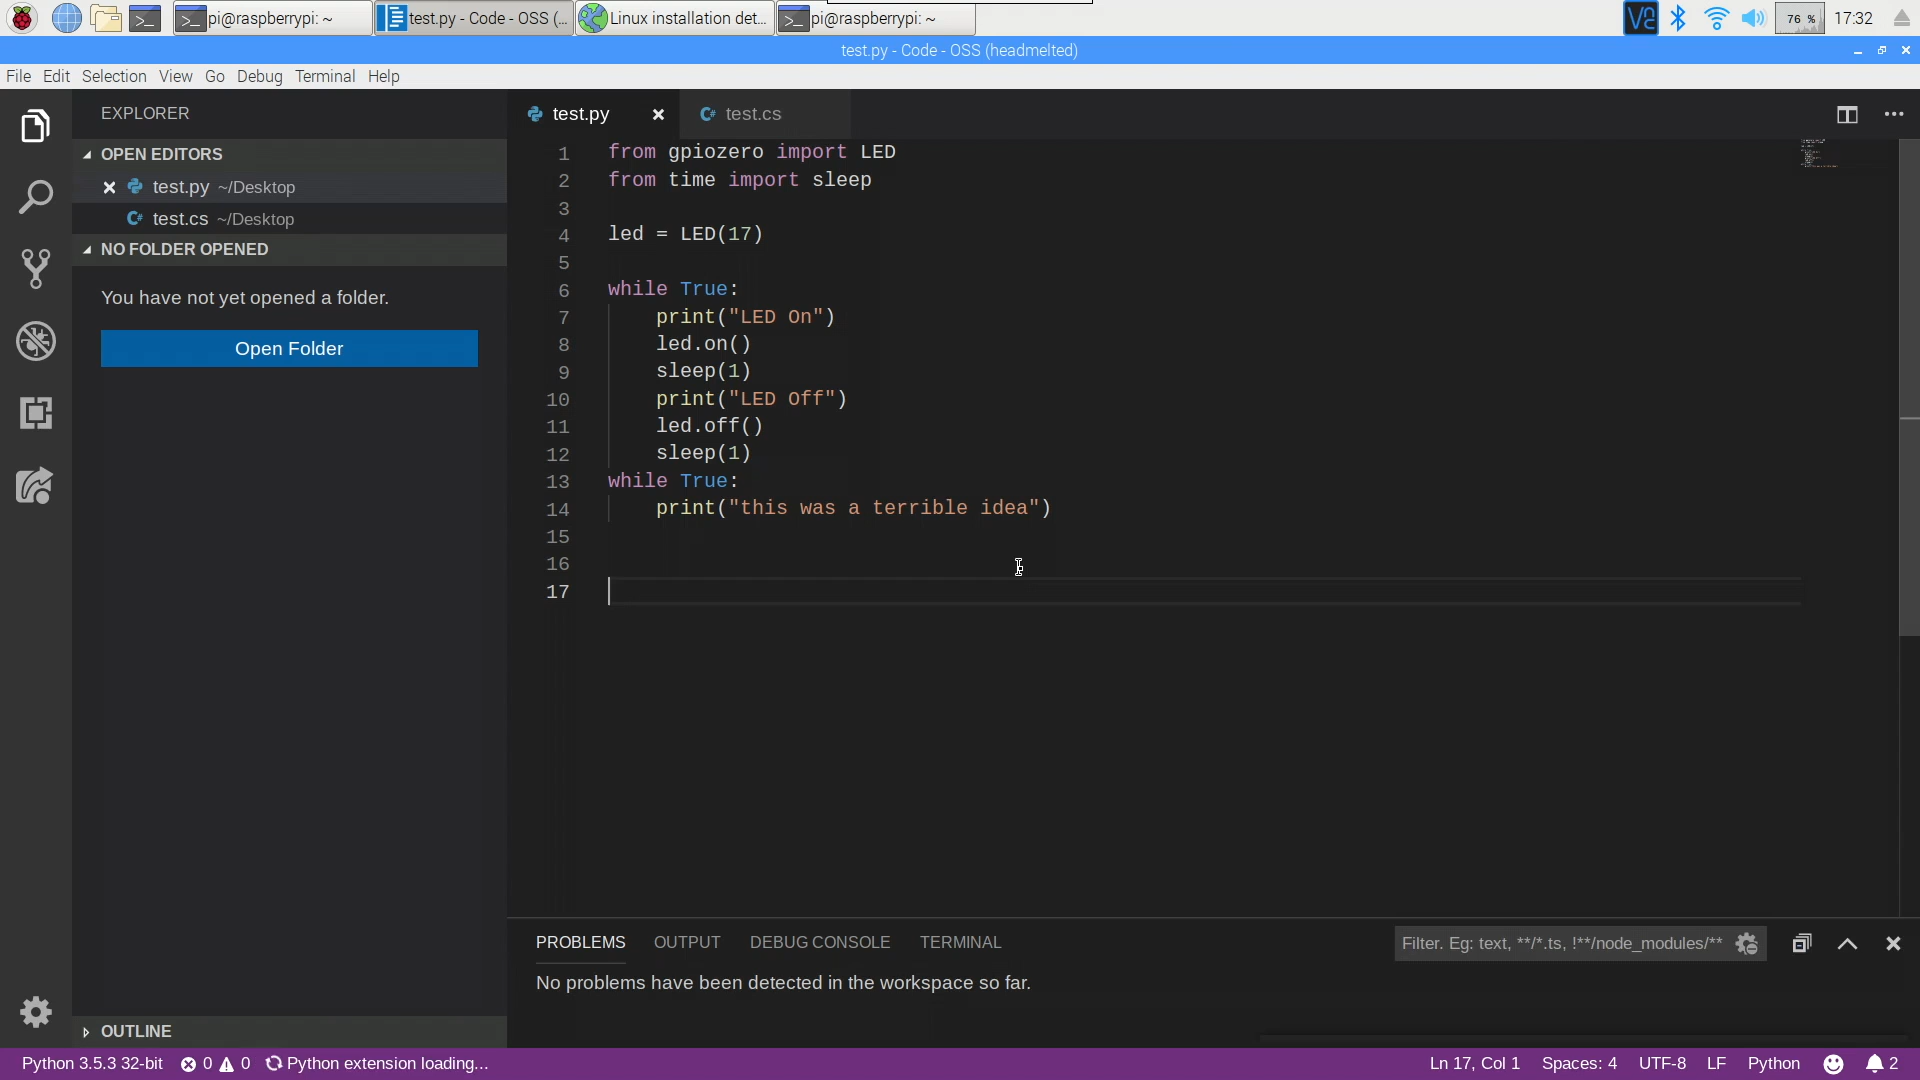 pi@raspberrypi: ~
test.py - Code - OSS (...
Linux installation det...
pi@raspberrypi: ~
76 %
17:32
test.py - Code - OSS (headmelted)
File Edit Selection View Go Debug Terminal Help
EXPLORER
OPEN EDITORS
test.py ~/Desktop
test.cs ~/Desktop
NO FOLDER OPENED
You have not yet opened a folder.
Open Folder
OUTLINE
test.py
test.cs
1 from gpiozero import LED
2 from time import sleep
3
4 led = LED(17)
5
6 while True:
7     print("LED On")
8     led.on()
9     sleep(1)
10     print("LED Off")
11     led.off()
12     sleep(1)
13 while True:
14     print("this was a terrible idea")
15
16
17
PROBLEMS OUTPUT DEBUG CONSOLE TERMINAL
Filter. Eg: text, **/*.ts, !**/node_modules/**
No problems have been detected in the workspace so far.
Python 3.5.3 32-bit 0 0 Python extension loading... Ln 17, Col 1 Spaces: 4 UTF-8 LF Python 2